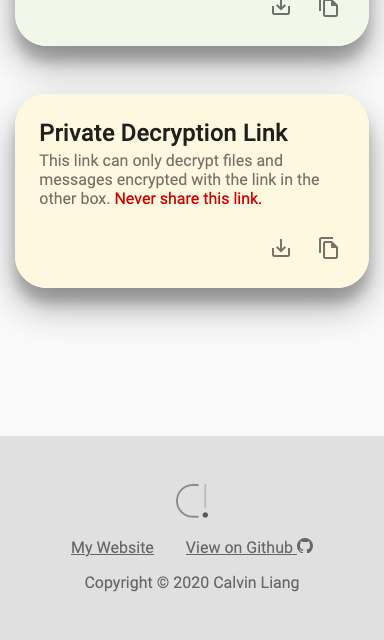 Private Decryption Link
This link can only decrypt files and
messages encrypted with the link in the
other box. Never share this link.
My Website View on Github
Copyright © 2020 Calvin Liang